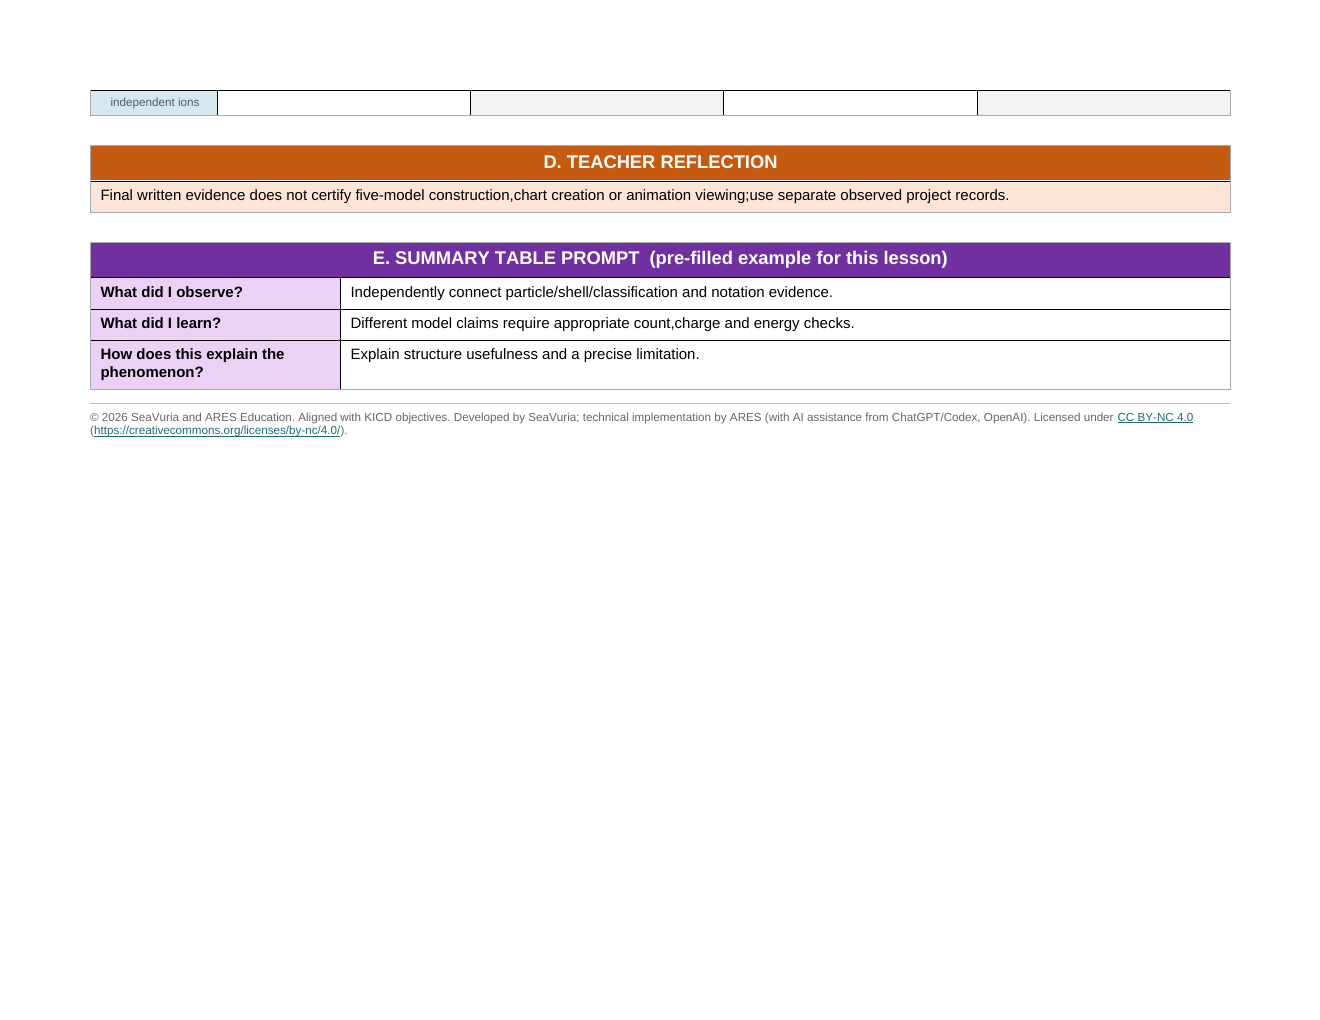 independent ions
D. TEACHER REFLECTION
Final written evidence does not certify five-model construction,chart creation or animation viewing;use separate observed project records.
E. SUMMARY TABLE PROMPT  (pre-filled example for this lesson)
What did I observe?
Independently connect particle/shell/classification and notation evidence.
What did I learn?
Different model claims require appropriate count,charge and energy checks.
How does this explain the
phenomenon?
Explain structure usefulness and a precise limitation.
© 2026 SeaVuria and ARES Education. Aligned with KICD objectives. Developed by SeaVuria; technical implementation by ARES (with AI assistance from ChatGPT/Codex, OpenAI). Licensed under CC BY-NC 4.0
(https://creativecommons.org/licenses/by-nc/4.0/).